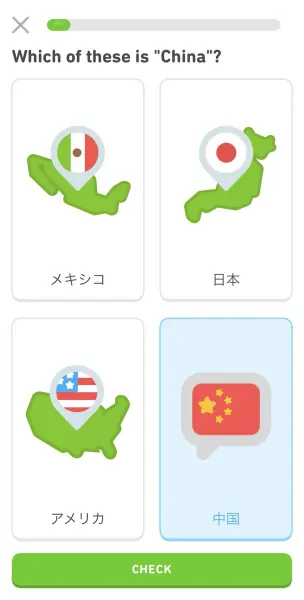 Which of these is "China"?
メキシコ
日本
アメリカ
中国
CHECK